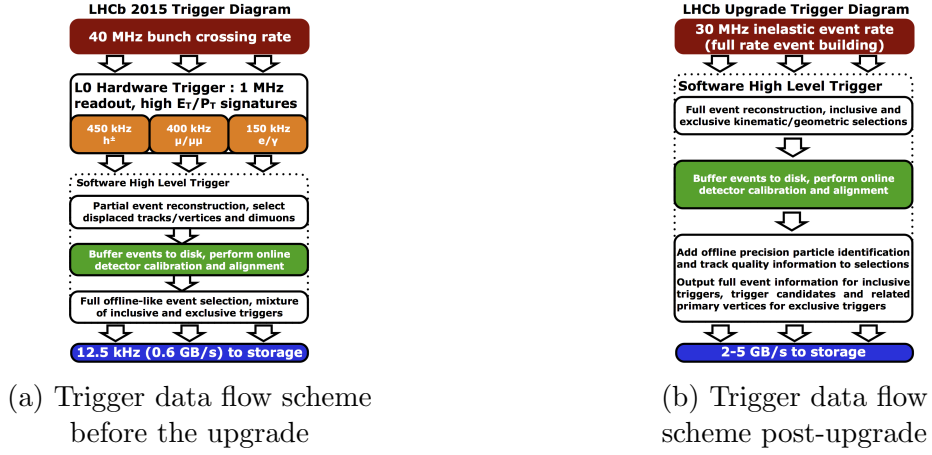 LHCb 2015 Trigger Diagram
40 MHz bunch crossing rate
L0 Hardware Trigger : 1 MHz
readout, high ET/PT signatures
450 kHz
h±
400 kHz
μ/μμ
150 kHz
e/γ
Software High Level Trigger
Partial event reconstruction, select
displaced tracks/vertices and dimuons
Buffer events to disk, perform online
detector calibration and alignment
Full offline-like event selection, mixture
of inclusive and exclusive triggers
12.5 kHz (0.6 GB/s) to storage
(a) Trigger data flow scheme
before the upgrade
LHCb Upgrade Trigger Diagram
30 MHz inelastic event rate
(full rate event building)
Software High Level Trigger
Full event reconstruction, inclusive and
exclusive kinematic/geometric selections
Buffer events to disk, perform online
detector calibration and alignment
Add offline precision particle identification
and track quality information to selections
Output full event information for inclusive
triggers, trigger candidates and related
primary vertices for exclusive triggers
2-5 GB/s to storage
(b) Trigger data flow
scheme post-upgrade